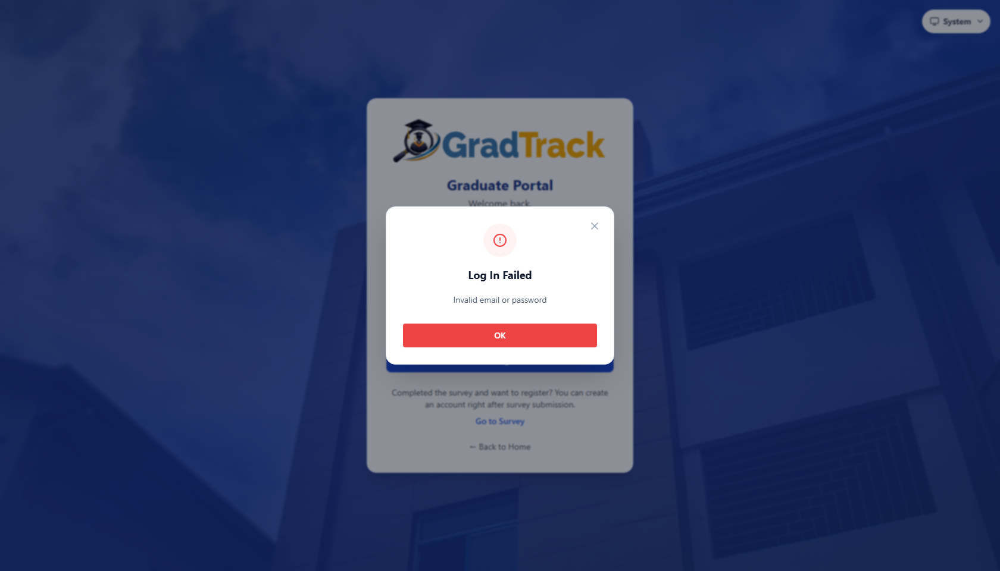 System
GradTrack
Graduate Portal
Welcome back.
Log In Failed
Invalid email or password
OK
Completed the survey and want to register? You can create
an account right after survey submission.
Go to Survey
← Back to Home